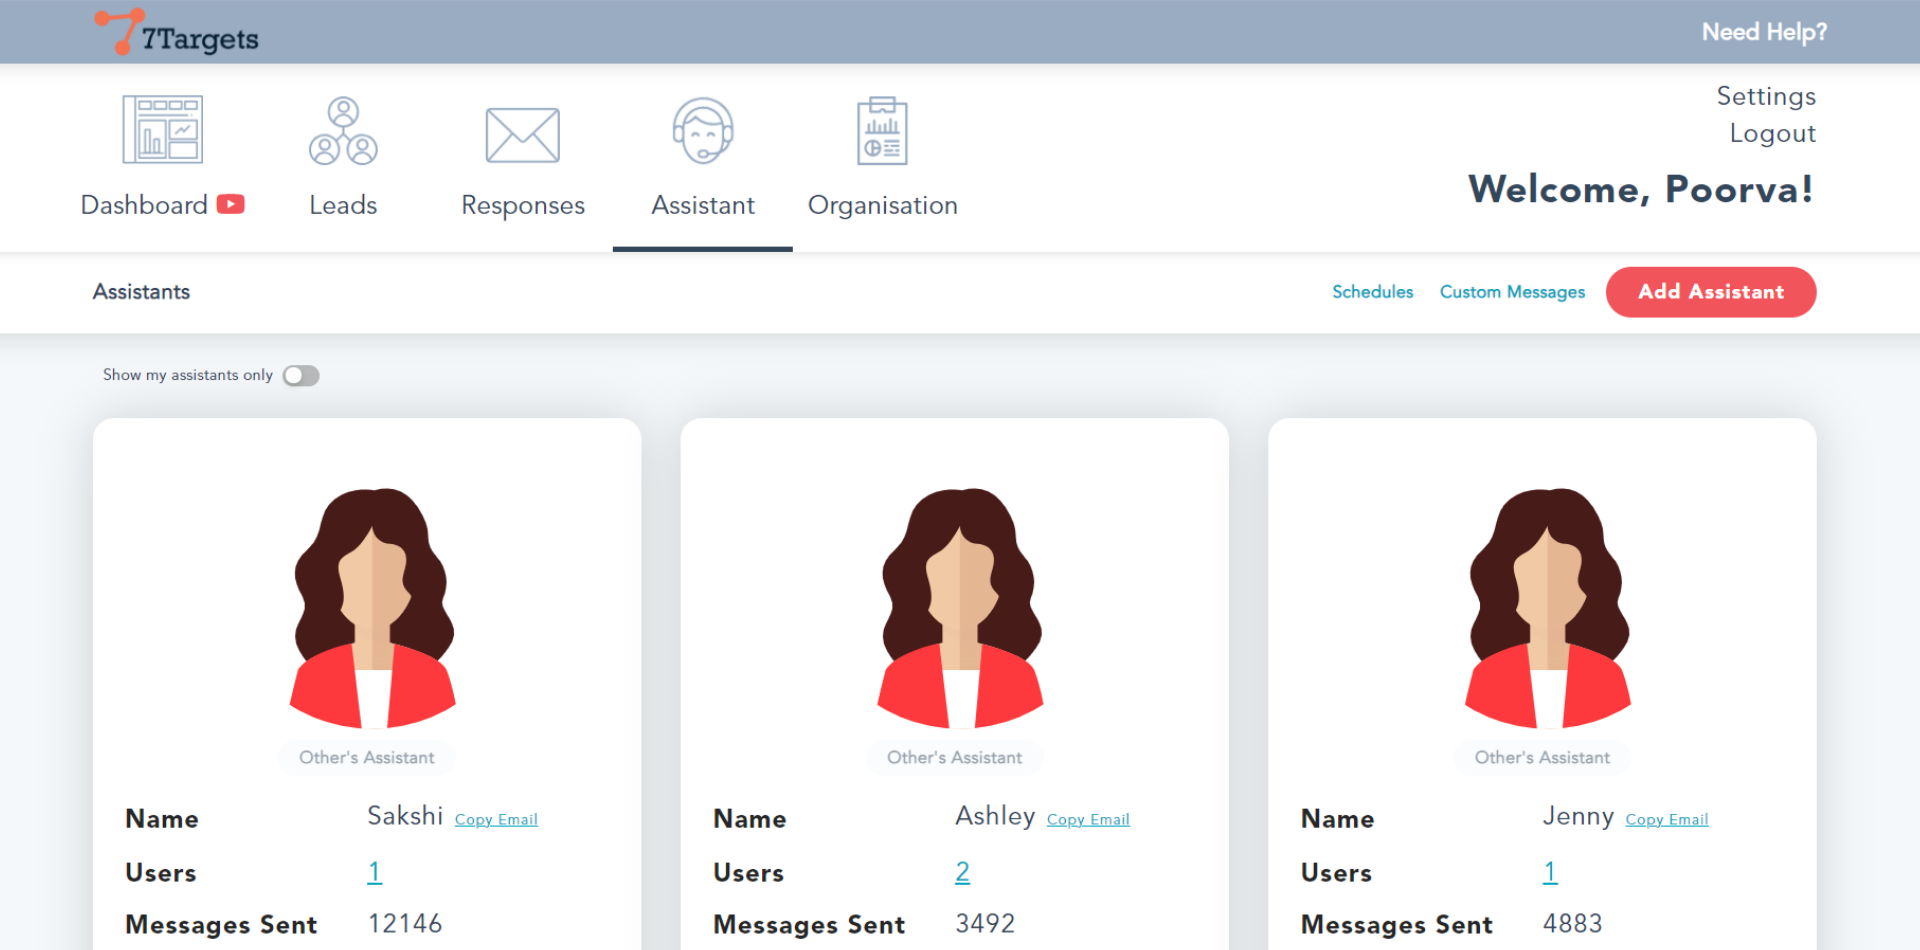 7Targets
Need Help?
Settings
Logout
Welcome, Poorva!
Dashboard
Leads
Responses
Assistant
Organisation
Assistants
Schedules
Custom Messages
Add Assistant
Show my assistants only
Other's Assistant
Name Sakshi Copy Email
Users 1
Messages Sent 12146
Other's Assistant
Name Ashley Copy Email
Users 2
Messages Sent 3492
Other's Assistant
Name Jenny Copy Email
Users 1
Messages Sent 4883